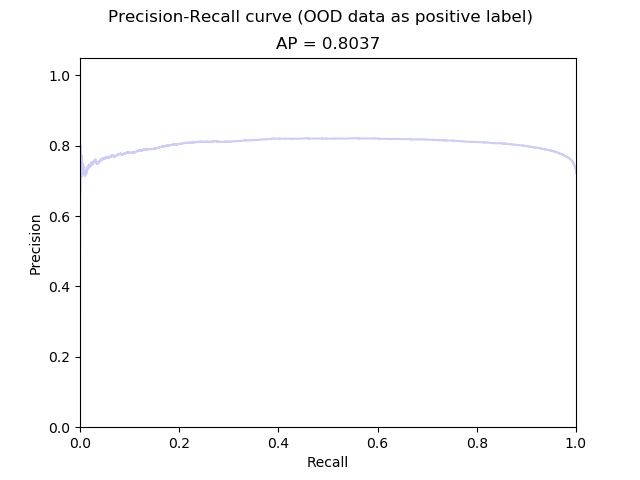 Precision-Recall curve (OOD data as positive label)
AP = 0.8037
1.0
0.8
0.6
0.4
0.2
0.0
Precision
0.0 0.2 0.4 0.6 0.8 1.0
Recall